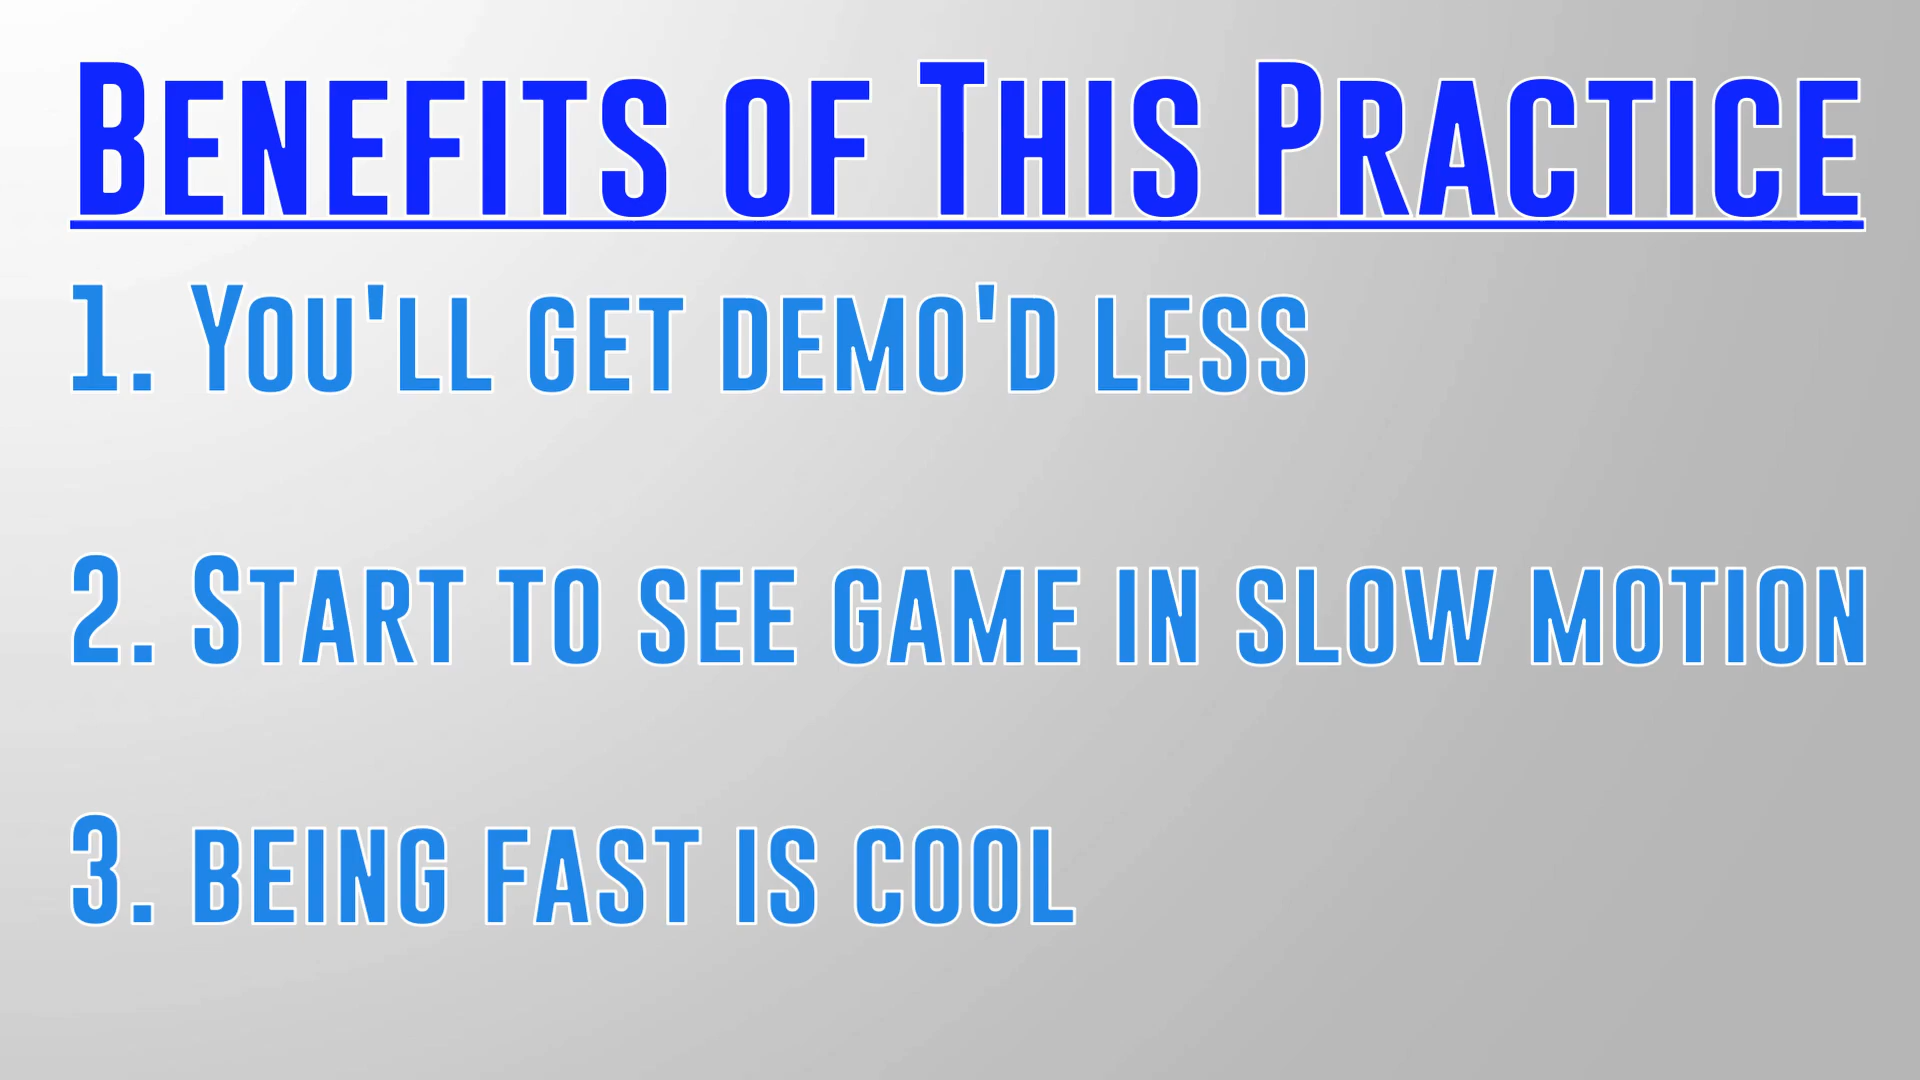 Benefits of This Practice
1. You'll get demo'd less
2. Start to see game in slow motion
3. being fast is cool